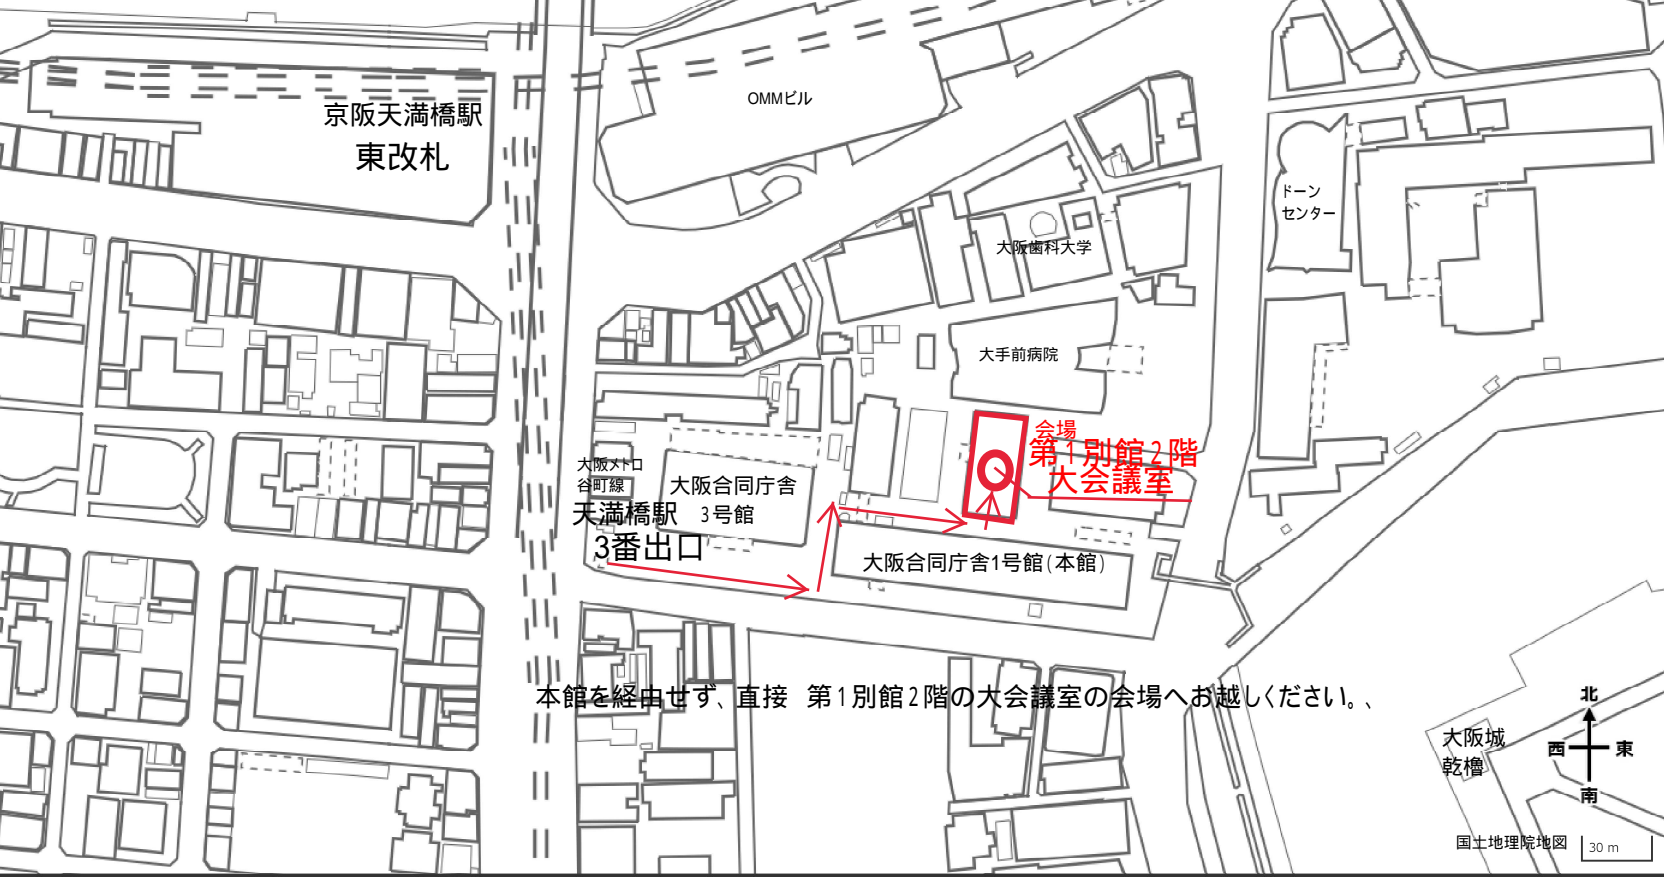 京阪天満橋駅
東改札
OMMビル
ドーン
センター
大阪歯科大学
大手前病院
会場
第1別館2階
大会議室
大阪メトロ
谷町線
天満橋駅
3番出口
大阪合同庁舎
3号館
大阪合同庁舎1号館(本館)
本館を経由せず、直接 第1別館2階の大会議室の会場へお越しください。、
北
西 東
南
大阪城
乾櫓
国土地理院地図
30 m